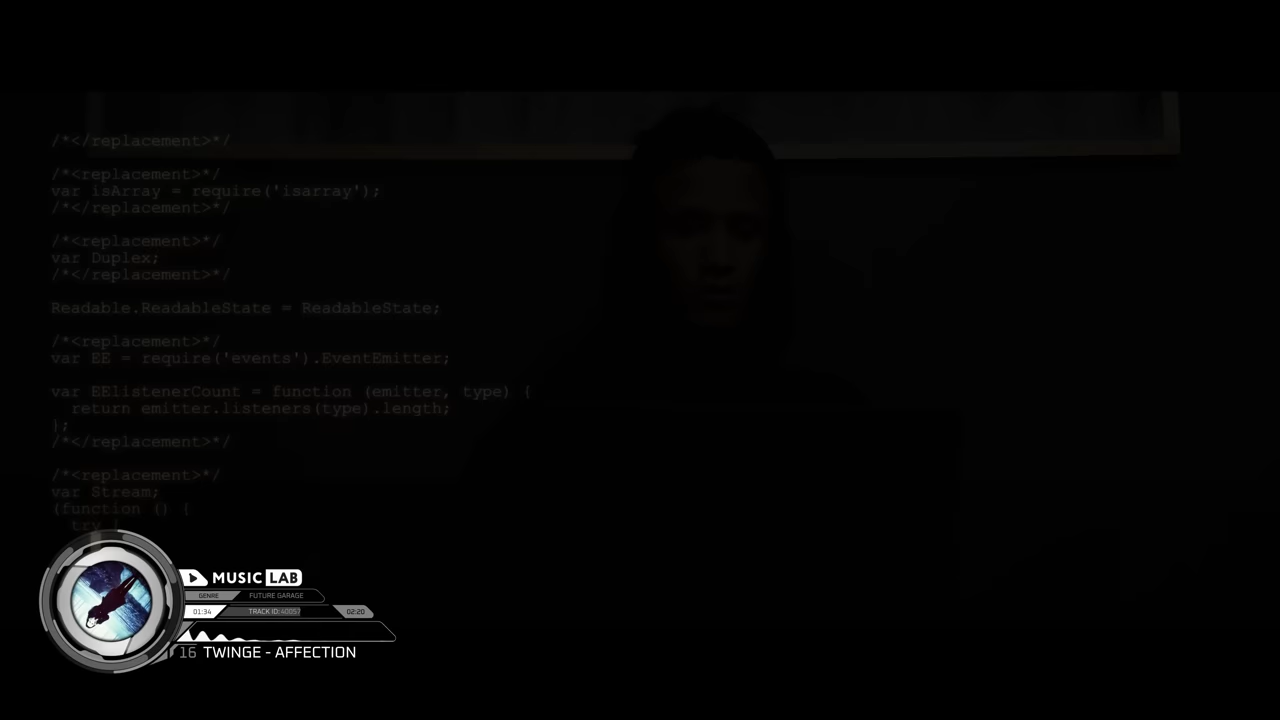 /*</replacement>*/
/*<replacement>*/
var isArray = require('isarray');
/*</replacement>*/
/*<replacement>*/
var Duplex;
/*</replacement>*/
Readable.ReadableState = ReadableState;
/*<replacement>*/
var EE = require('events').EventEmitter;
var EElistenerCount = function (emitter, type) {
  return emitter.listeners(type).length;
};
/*</replacement>*/
/*<replacement>*/
var Stream;
(function () {
  try {
MUSIC LAB
GENRE FUTURE GARAGE
01:34 TRACK ID:40057 02:20
16 TWINGE - AFFECTION